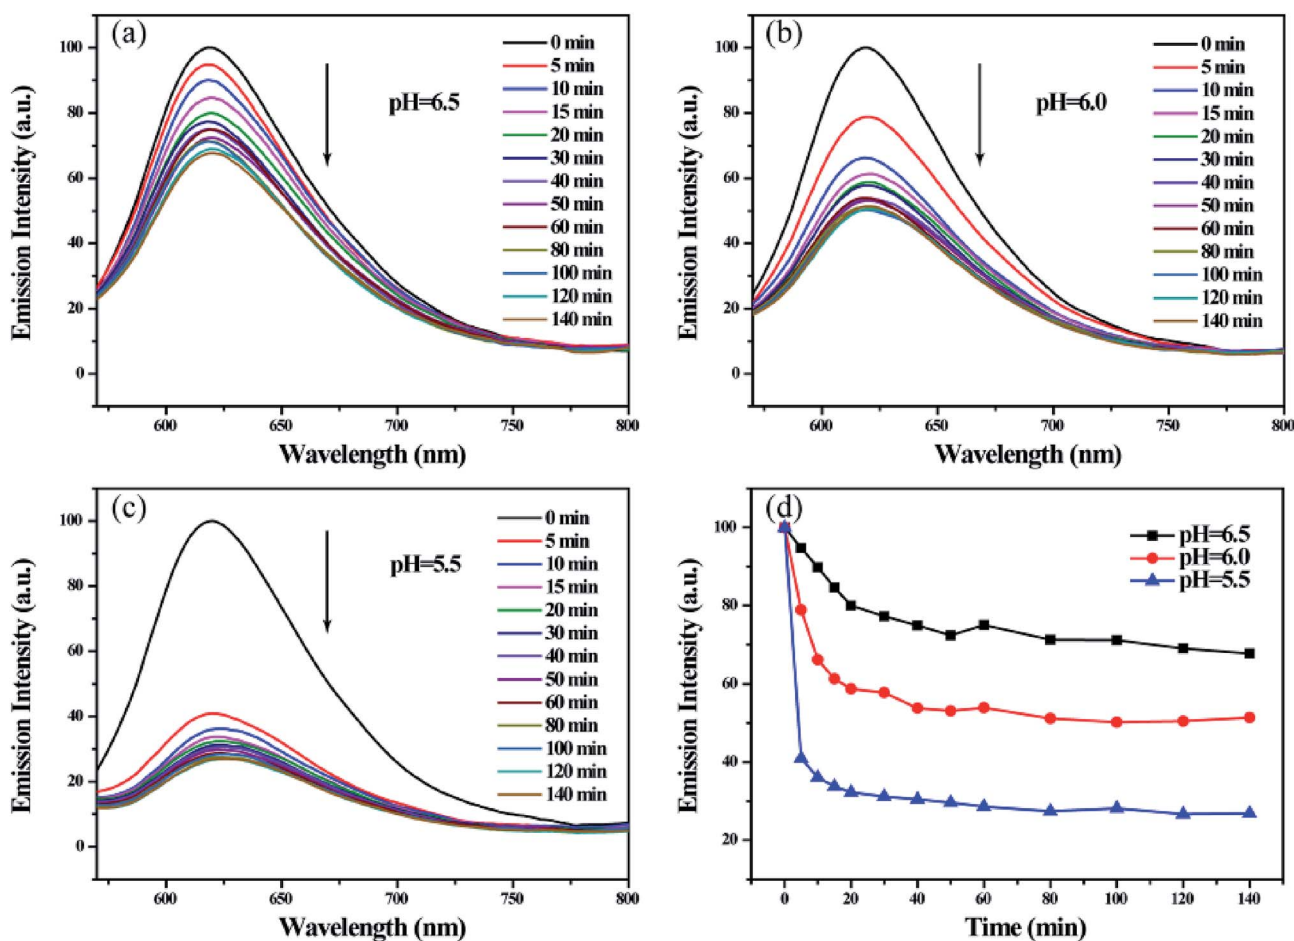 (a)
Emission Intensity (a.u.)
100
80
60
40
20
0
pH=6.5
0 min
5 min
10 min
15 min
20 min
30 min
40 min
50 min
60 min
80 min
100 min
120 min
140 min
600 650 700 750 800
Wavelength (nm)
(b)
Emission Intensity (a.u.)
100
80
60
40
20
0
pH=6.0
0 min
5 min
10 min
15 min
20 min
30 min
40 min
50 min
60 min
80 min
100 min
120 min
140 min
600 650 700 750 800
Wavelength (nm)
(c)
Emission Intensity (a.u.)
100
80
60
40
20
0
pH=5.5
0 min
5 min
10 min
15 min
20 min
30 min
40 min
50 min
60 min
80 min
100 min
120 min
140 min
600 650 700 750 800
Wavelength (nm)
(d)
Emission Intensity (a.u.)
100
80
60
40
20
pH=6.5
pH=6.0
pH=5.5
0 20 40 60 80 100 120 140
Time (min)